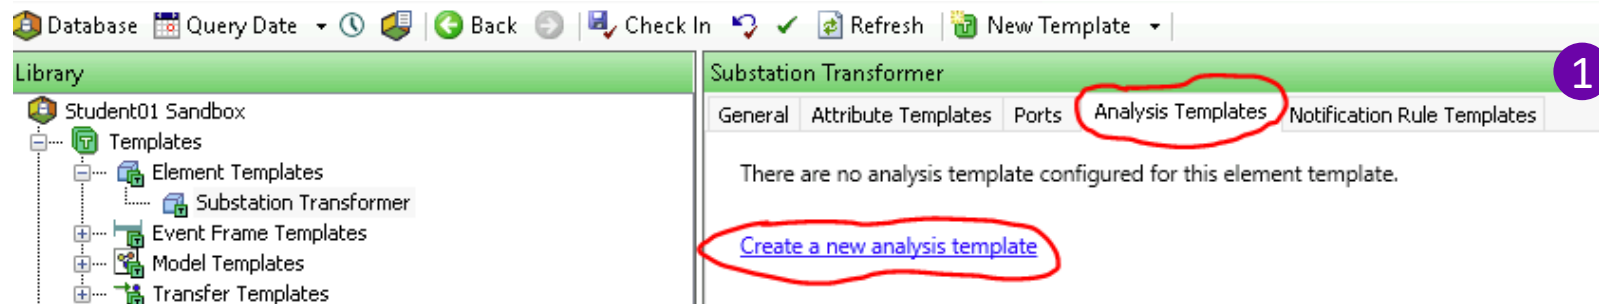 Database Query Date Back Check In Refresh New Template
Library
Substation Transformer
1
Student01 Sandbox
Templates
Element Templates
Substation Transformer
Event Frame Templates
Model Templates
Transfer Templates
General Attribute Templates Ports Analysis Templates Notification Rule Templates
There are no analysis template configured for this element template.
Create a new analysis template